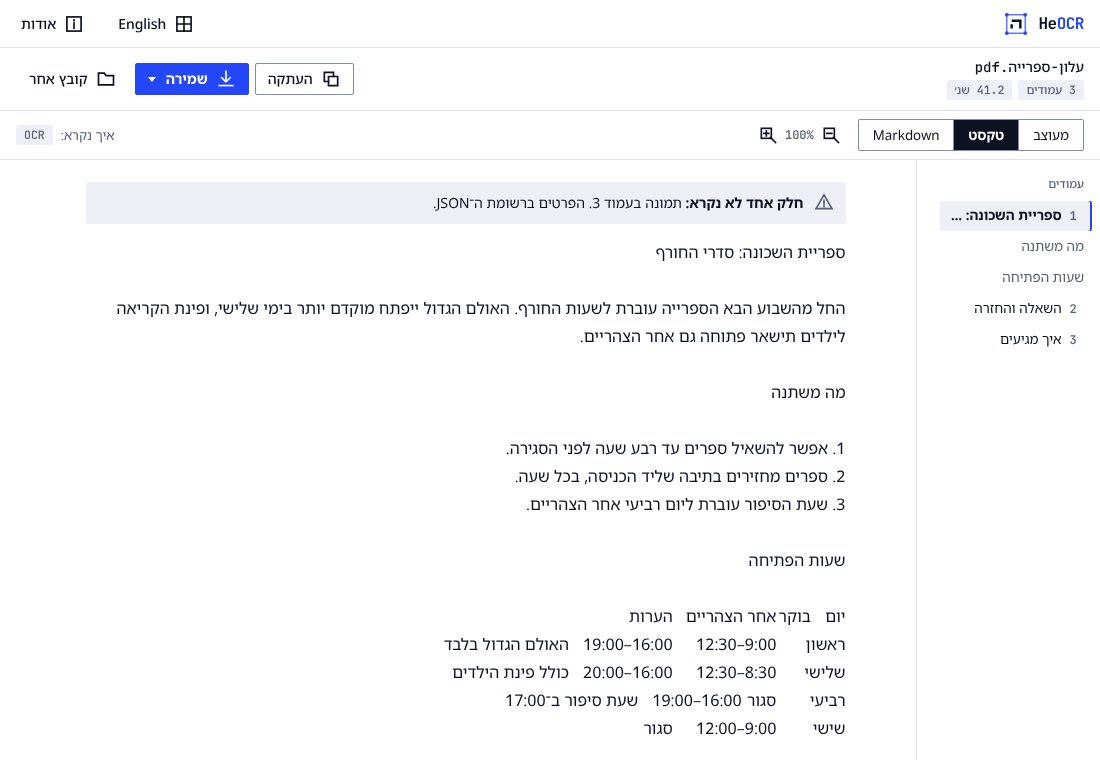 HeOCR
English
אודות
עלון-ספרייה.pdf
3 עמודים
41.2 שנ׳
העתקה
שמירה
קובץ אחר
מעוצב
טקסט
Markdown
100%
איך נקרא:
OCR
עמודים
1 ספריית השכונה: ...
מה משתנה
שעות הפתיחה
2 השאלה והחזרה
3 איך מגיעים
חלק אחד לא נקרא: תמונה בעמוד 3. הפרטים ברשומת ה־JSON.
ספריית השכונה: סדרי החורף
החל מהשבוע הבא הספרייה עוברת לשעות החורף. האולם הגדול ייפתח מוקדם יותר בימי שלישי, ופינת הקריאה
לילדים תישאר פתוחה גם אחר הצהריים.
מה משתנה
1. אפשר להשאיל ספרים עד רבע שעה לפני הסגירה.
2. ספרים מחזירים בתיבה שליד הכניסה, בכל שעה.
3. שעת הסיפור עוברת ליום רביעי אחר הצהריים.
שעות הפתיחה
יום בוקר אחר הצהריים הערות
ראשון 9:00–12:30 16:00–19:00 האולם הגדול בלבד
שלישי 8:30–12:30 16:00–20:00 כולל פינת הילדים
רביעי סגור 16:00–19:00 שעת סיפור ב־17:00
שישי 9:00–12:00 סגור